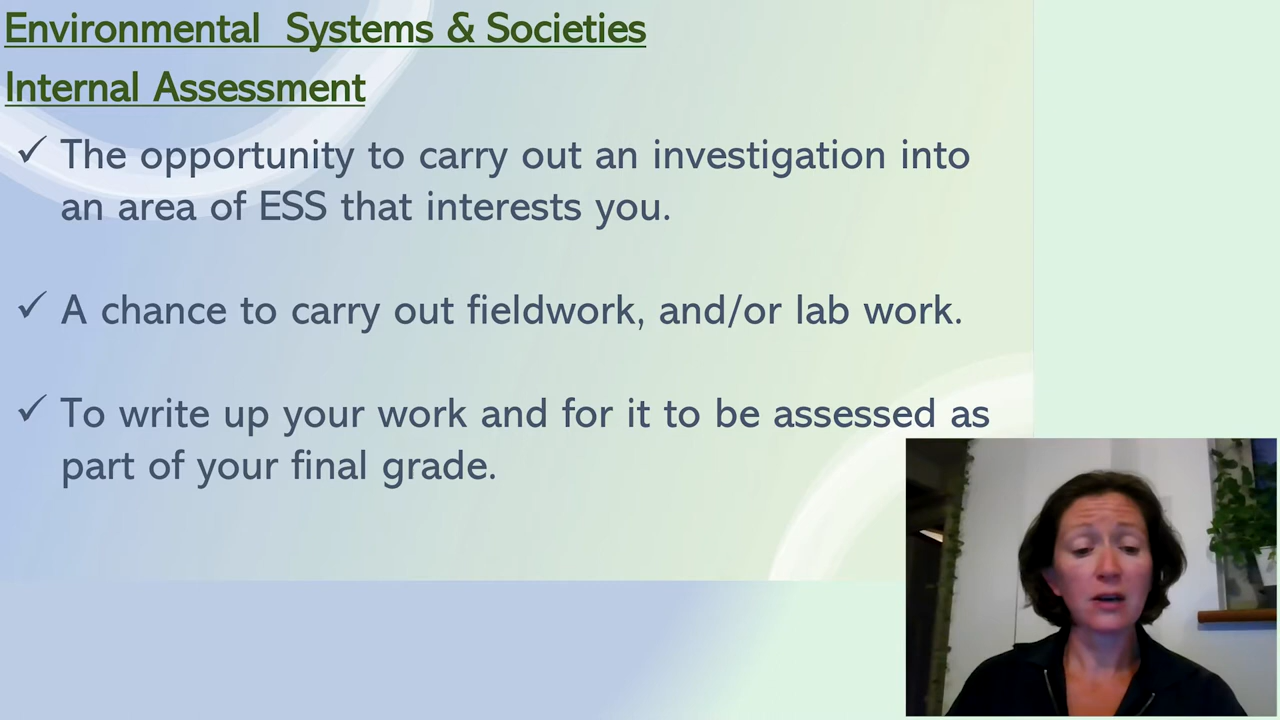 Environmental  Systems & Societies
Internal Assessment
✓ The opportunity to carry out an investigation into
an area of ESS that interests you.
✓ A chance to carry out fieldwork, and/or lab work.
✓ To write up your work and for it to be assessed as
part of your final grade.